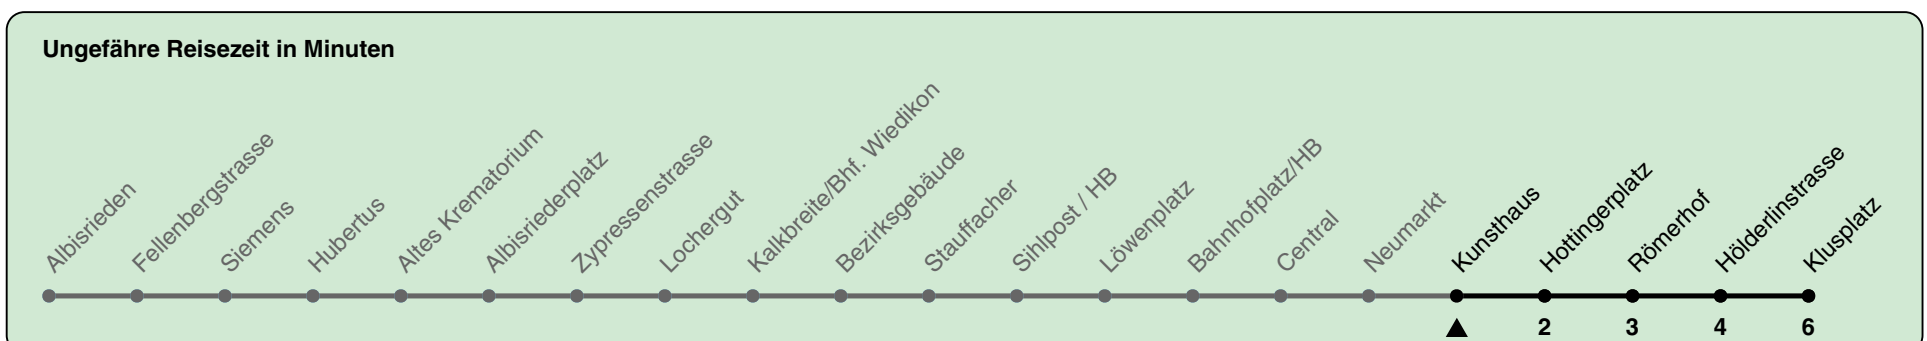 Ungefähre Reisezeit in Minuten
Albisrieden
Fellenbergstrasse
Siemens
Hubertus
Altes Krematorium
Albisriederplatz
Zypressenstrasse
Lochergut
Kalkbreite/Bhf. Wiedikon
Bezirksgebäude
Stauffacher
Sihlpost / HB
Löwenplatz
Bahnhofplatz/HB
Central
Neumarkt
Kunsthaus
Hottingerplatz
Römerhof
Hölderlinstrasse
Klusplatz
2 3 4 6